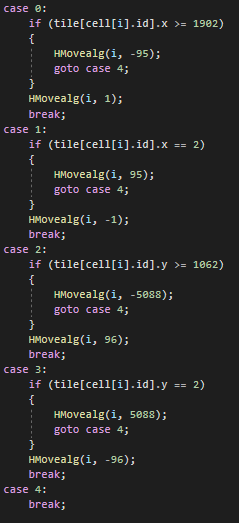 case 0:
if (tile[cell[i].id].x >= 1902)
{
HMovealg(i, -95);
goto case 4;
}
HMovealg(i, 1);
break;
case 1:
if (tile[cell[i].id].x == 2)
{
HMovealg(i, 95);
goto case 4;
}
HMovealg(i, -1);
break;
case 2:
if (tile[cell[i].id].y >= 1062)
{
HMovealg(i, -5088);
goto case 4;
}
HMovealg(i, 96);
break;
case 3:
if (tile[cell[i].id].y == 2)
{
HMovealg(i, 5088);
goto case 4;
}
HMovealg(i, -96);
break;
case 4:
break;